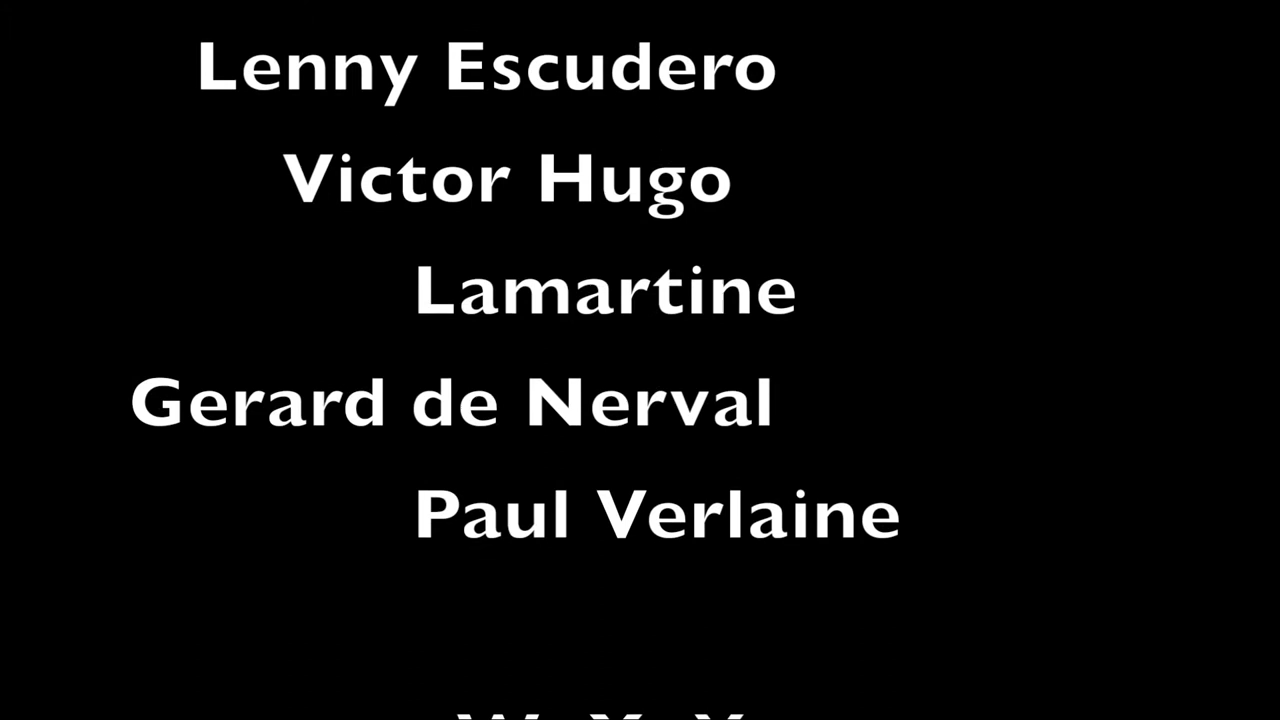 Lenny Escudero
Victor Hugo
Lamartine
Gerard de Nerval
Paul Verlaine